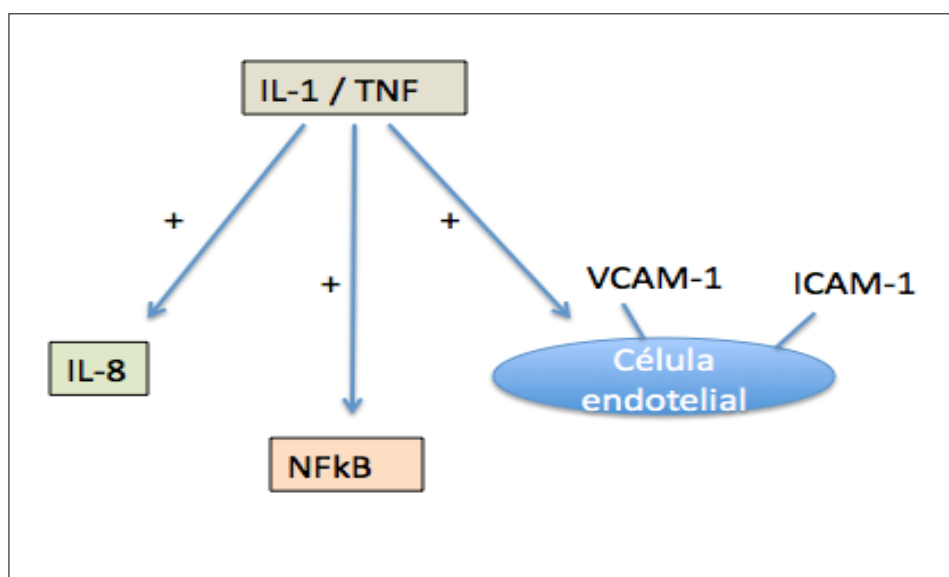 IL-1 / TNF
+
+
+
VCAM-1
ICAM-1
IL-8
Célula
endotelial
NFkB